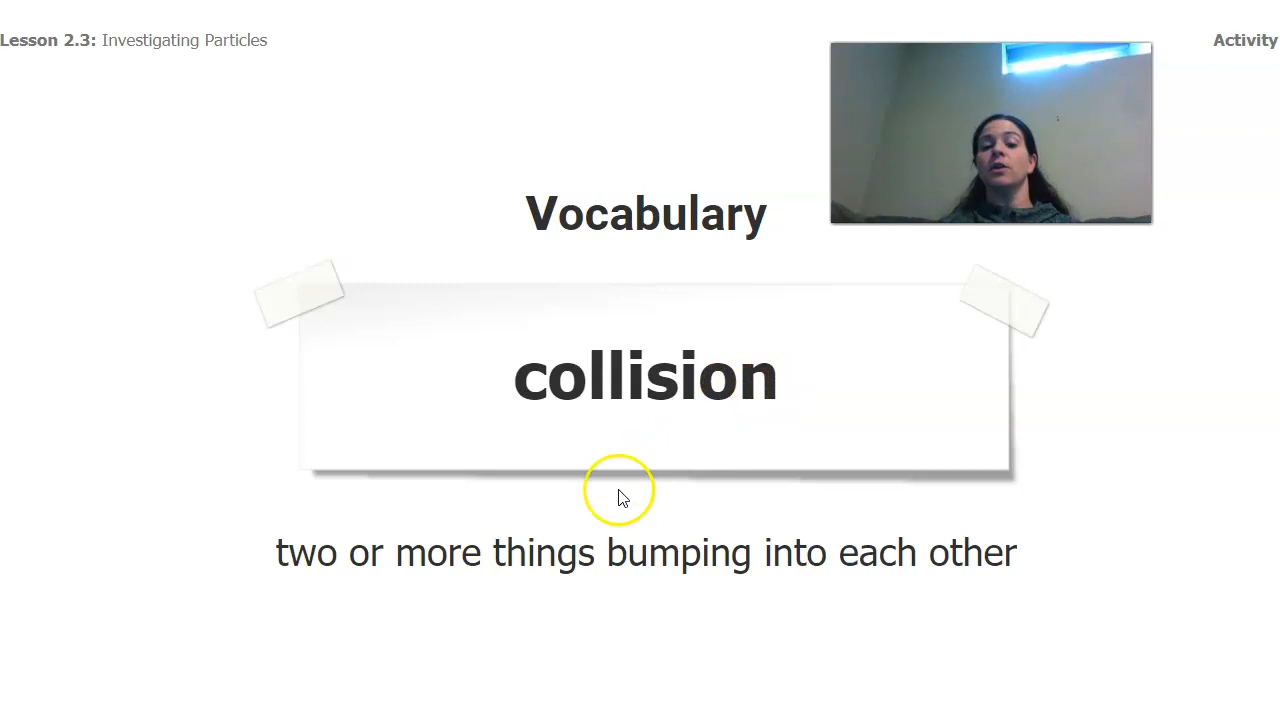 Lesson 2.3: Investigating Particles
Activity
Vocabulary
collision
two or more things bumping into each other